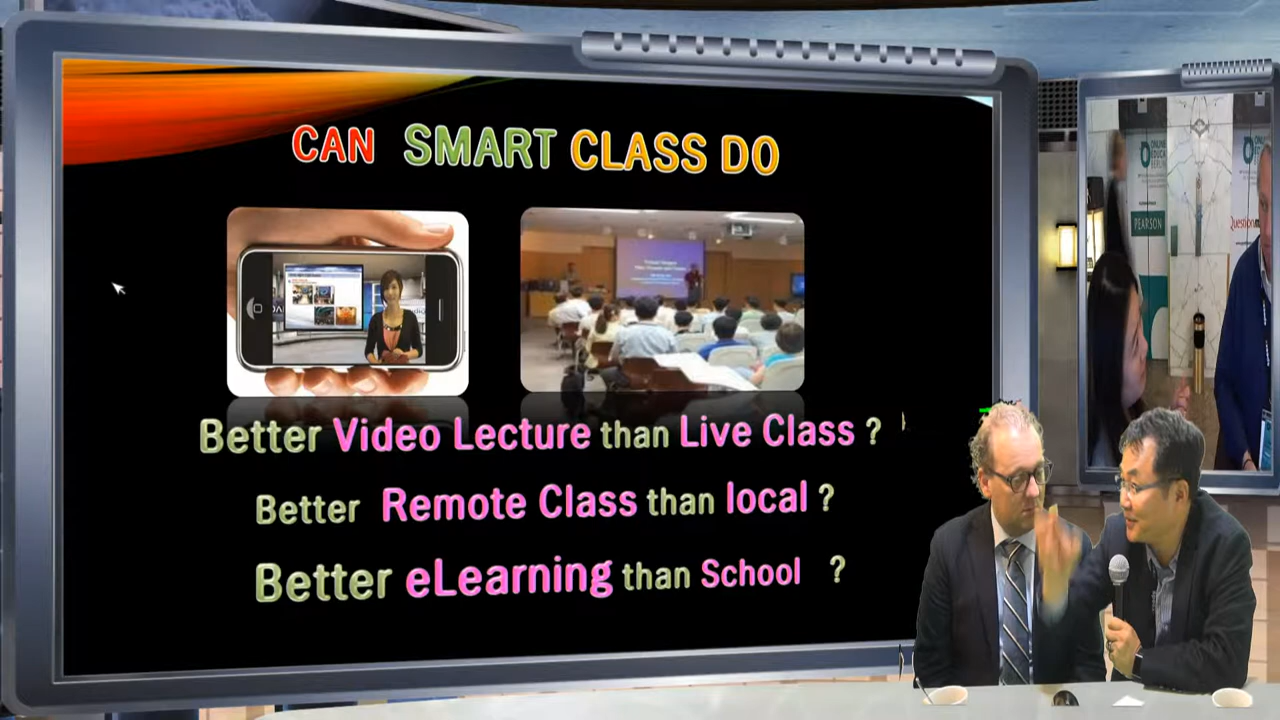 CAN SMART CLASS DO
Better Video Lecture than Live Class ?
Better Remote Class than local ?
Better eLearning than School ?
PEARSON